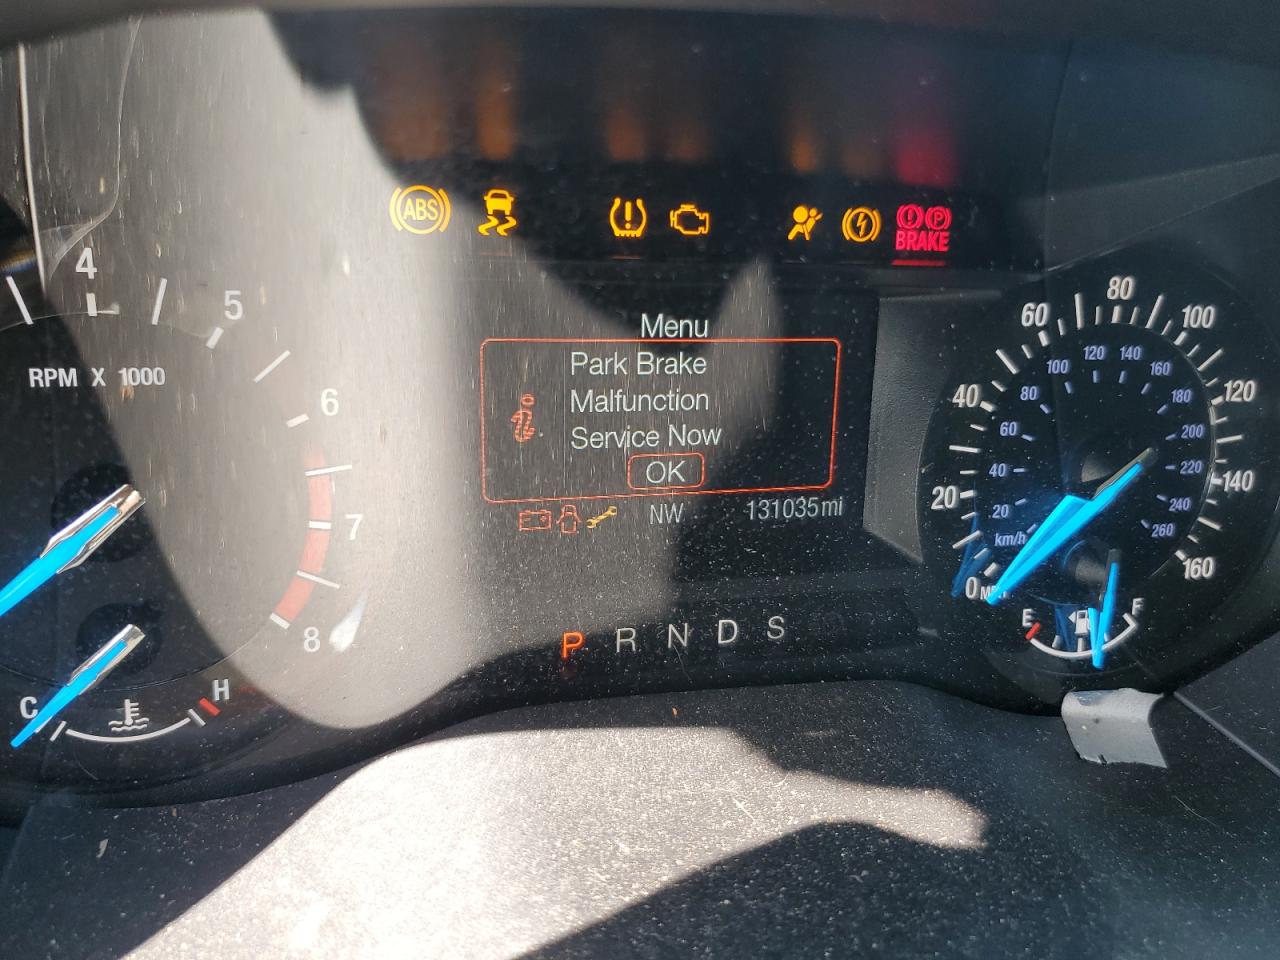 ABS
! P
BRAKE
4
5
6
7
8
RPM X 1000
C
H
Menu
Park Brake
Malfunction
Service Now
OK
NW
131035mi
P R N D S
0
20
40
60
80
100
120
140
160
MPH
20
40
60
80
100
120
140
160
180
200
220
240
260
km/h
E
F